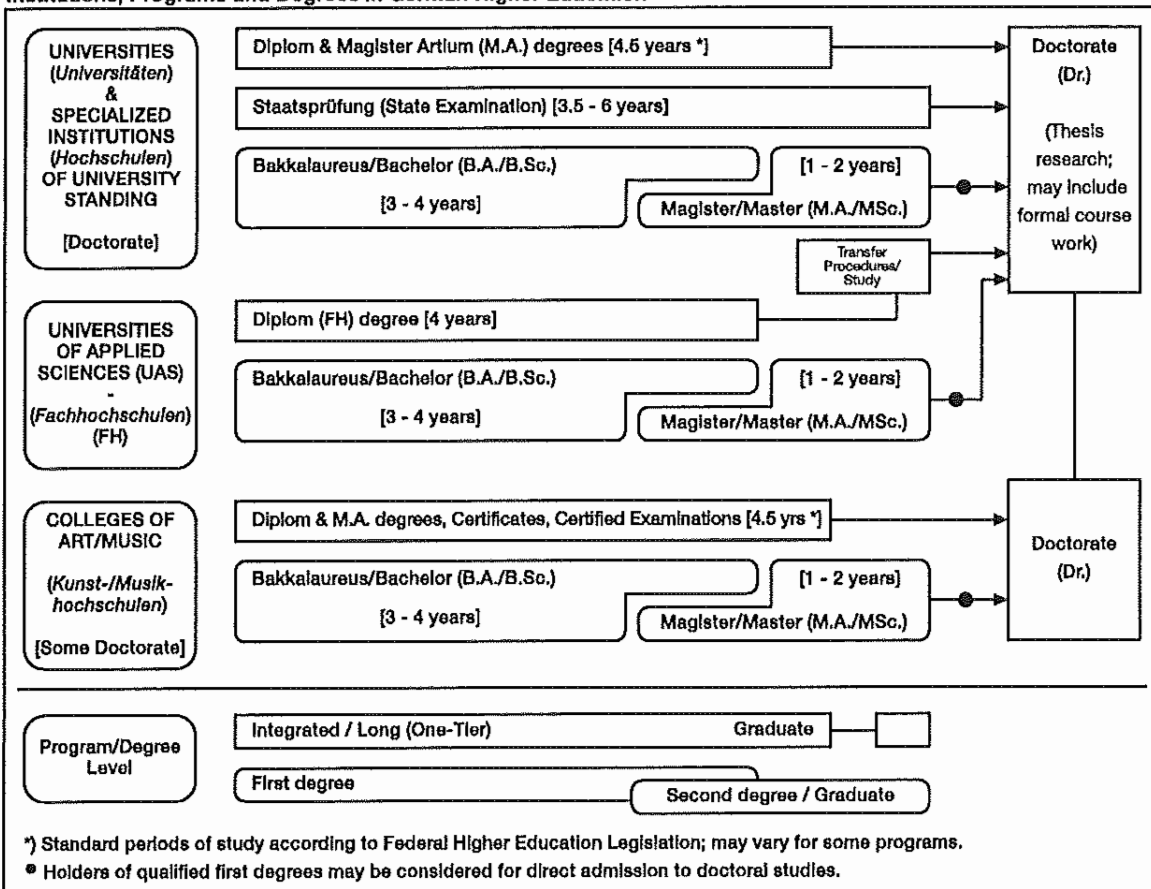 UNIVERSITIES
(Universitäten)
&
SPECIALIZED
INSTITUTIONS
(Hochschulen)
OF UNIVERSITY
STANDING
[Doctorate]
Diplom & Magister Artium (M.A.) degrees [4.5 years *]
Staatsprüfung (State Examination) [3.5 - 6 years]
Bakkalaureus/Bachelor (B.A./B.Sc.)
[3 - 4 years]
[1 - 2 years]
Magister/Master (M.A./MSc.)
Transfer
Procedures/
Study
Doctorate
(Dr.)
(Thesis
research;
may include
formal course
work)
UNIVERSITIES
OF APPLIED
SCIENCES (UAS)
-
(Fachhochschulen)
(FH)
Diplom (FH) degree [4 years]
Bakkalaureus/Bachelor (B.A./B.Sc.)
[3 - 4 years]
[1 - 2 years]
Magister/Master (M.A./MSc.)
COLLEGES OF
ART/MUSIC
(Kunst-/Musik-
hochschulen)
[Some Doctorate]
Diplom & M.A. degrees, Certificates, Certified Examinations [4.5 yrs *]
Bakkalaureus/Bachelor (B.A./B.Sc.)
[3 - 4 years]
[1 - 2 years]
Magister/Master (M.A./MSc.)
Doctorate
(Dr.)
Program/Degree
Level
Integrated / Long (One-Tier) Graduate
First degree
Second degree / Graduate
*) Standard periods of study according to Federal Higher Education Legislation; may vary for some programs.
● Holders of qualified first degrees may be considered for direct admission to doctoral studies.